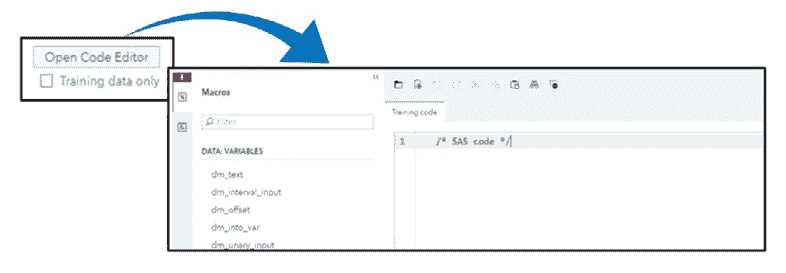 Open Code Editor
Training data only
Macros
Filter
DATA: VARIABLES
dm_text
dm_interval_input
dm_offset
dm_into_var
dm_unary_input
Training code
1 /* SAS code */